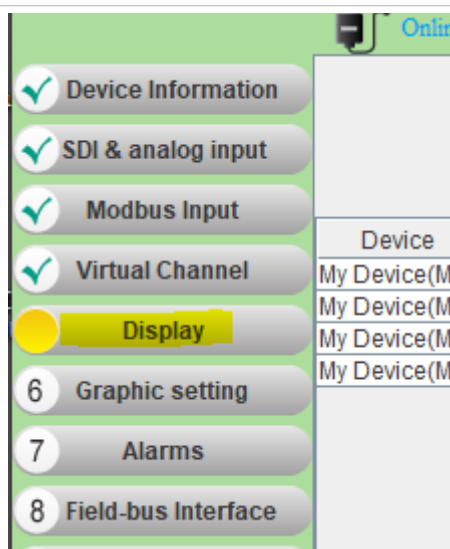 Device Information
SDI & analog input
Modbus Input
Virtual Channel
Display
6 Graphic setting
7 Alarms
8 Field-bus Interface
Device
My Device(M
My Device(M
My Device(M
My Device(M